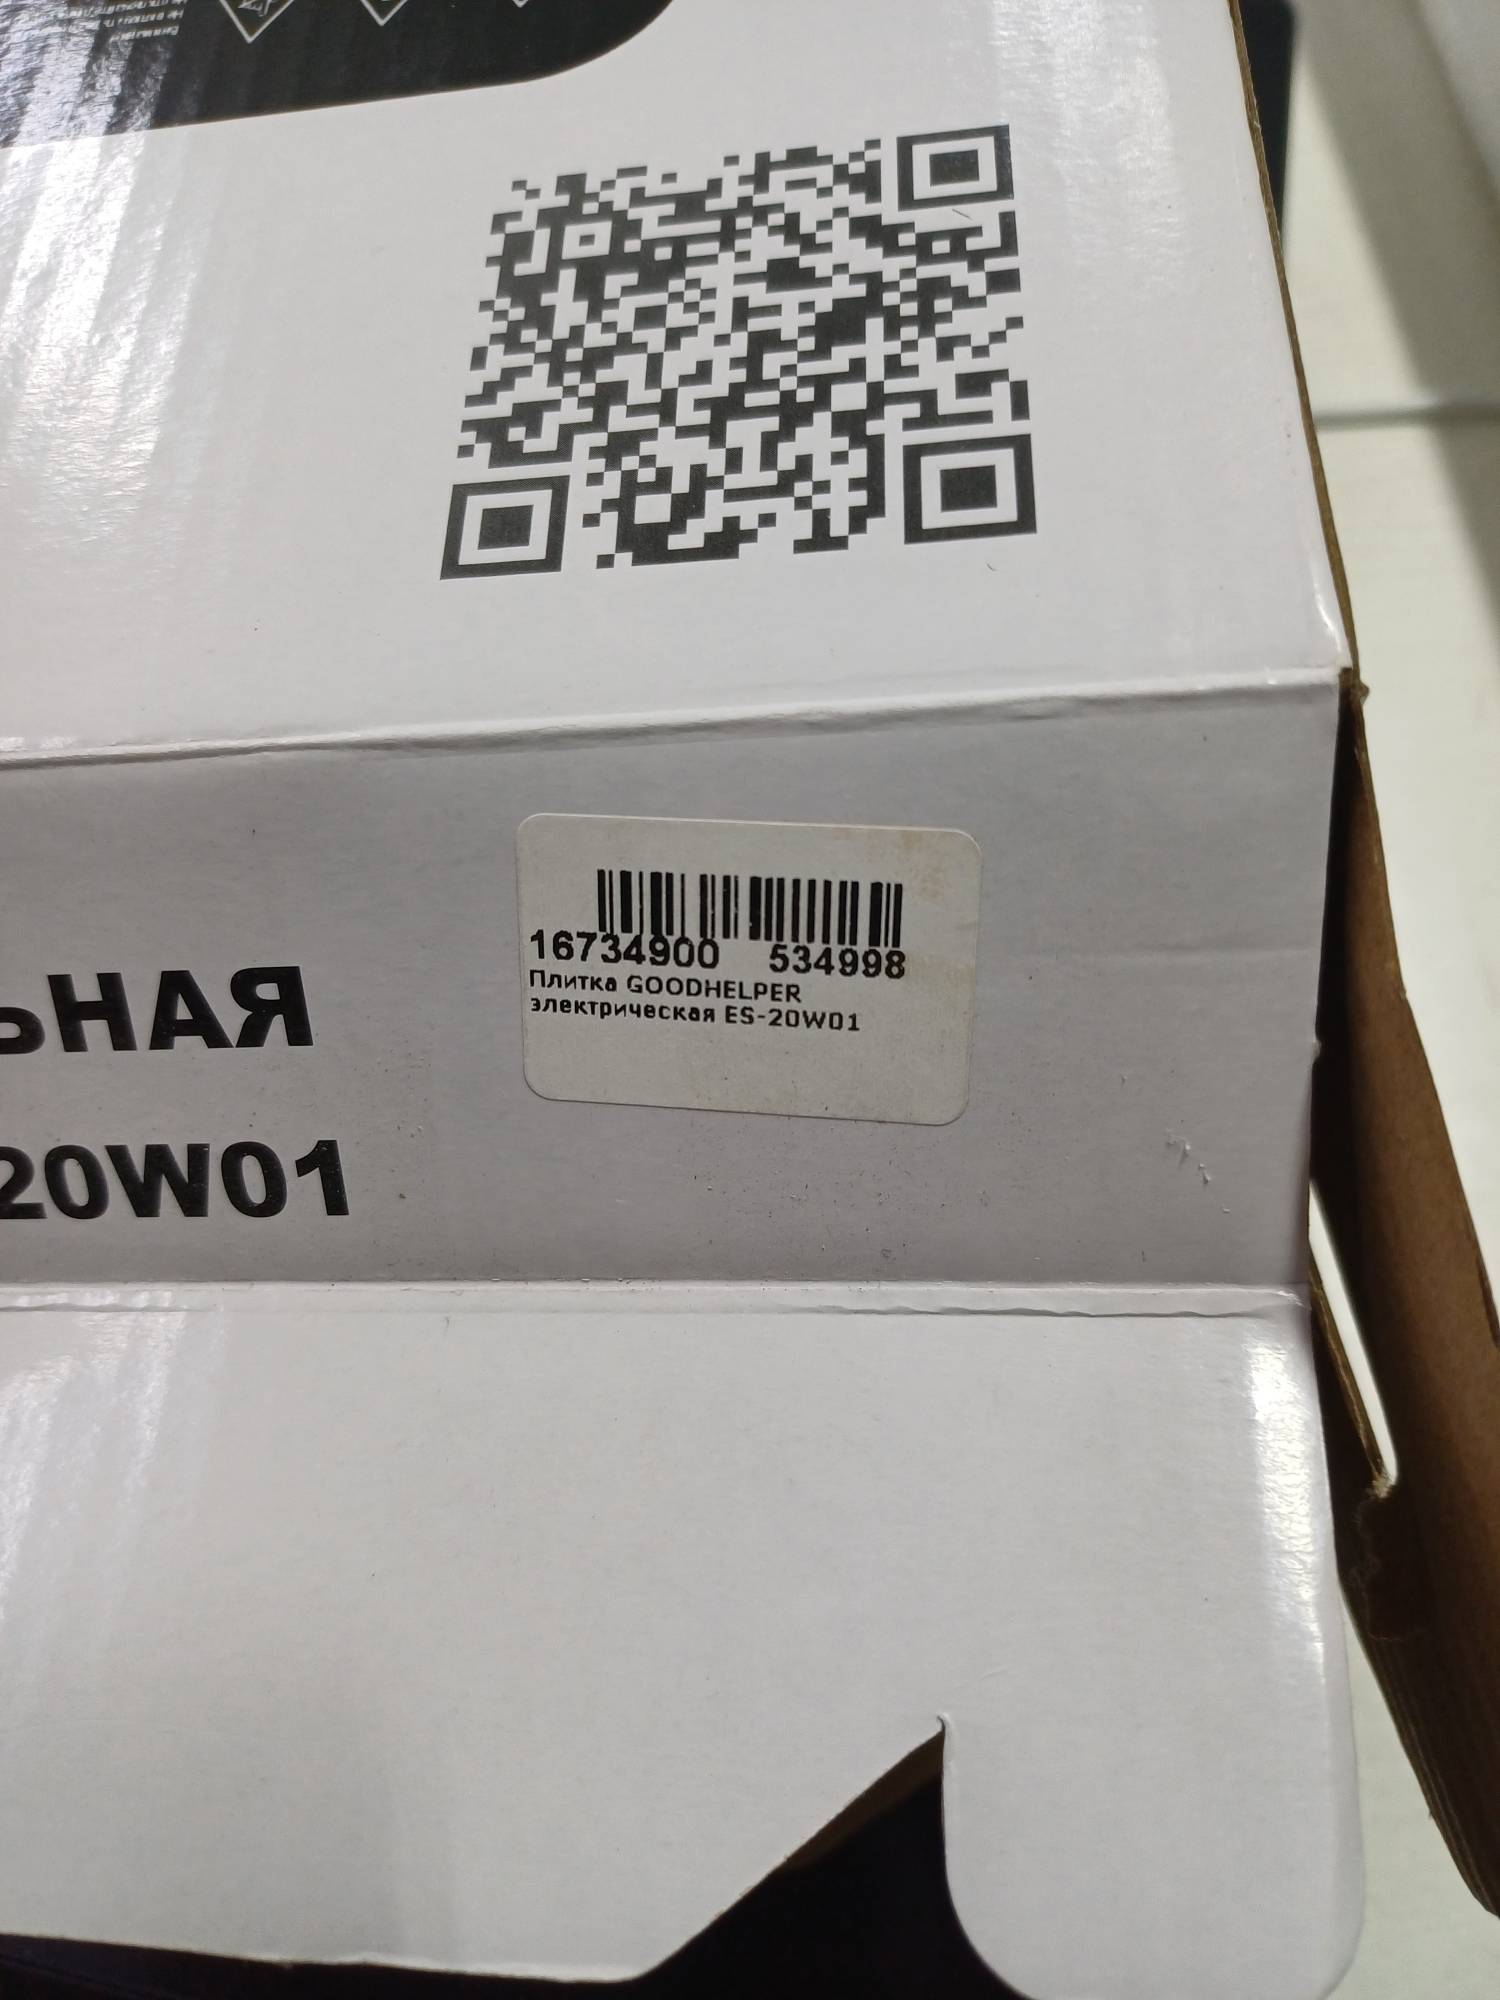 16734900 534998
Плитка GOODHELPER
электрическая ES-20W01
ЬНАЯ
20W01